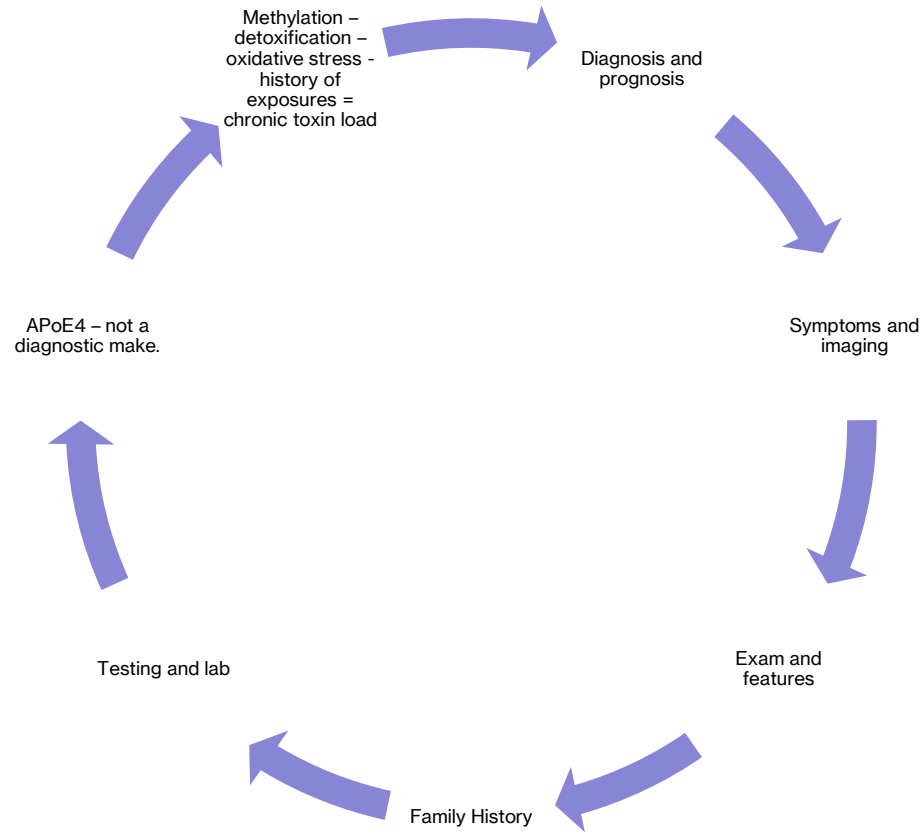 Methylation –
detoxification –
oxidative stress -
history of
exposures =
chronic toxin load
Diagnosis and
prognosis
Symptoms and
imaging
Exam and
features
Family History
Testing and lab
APoE4 – not a
diagnostic make.